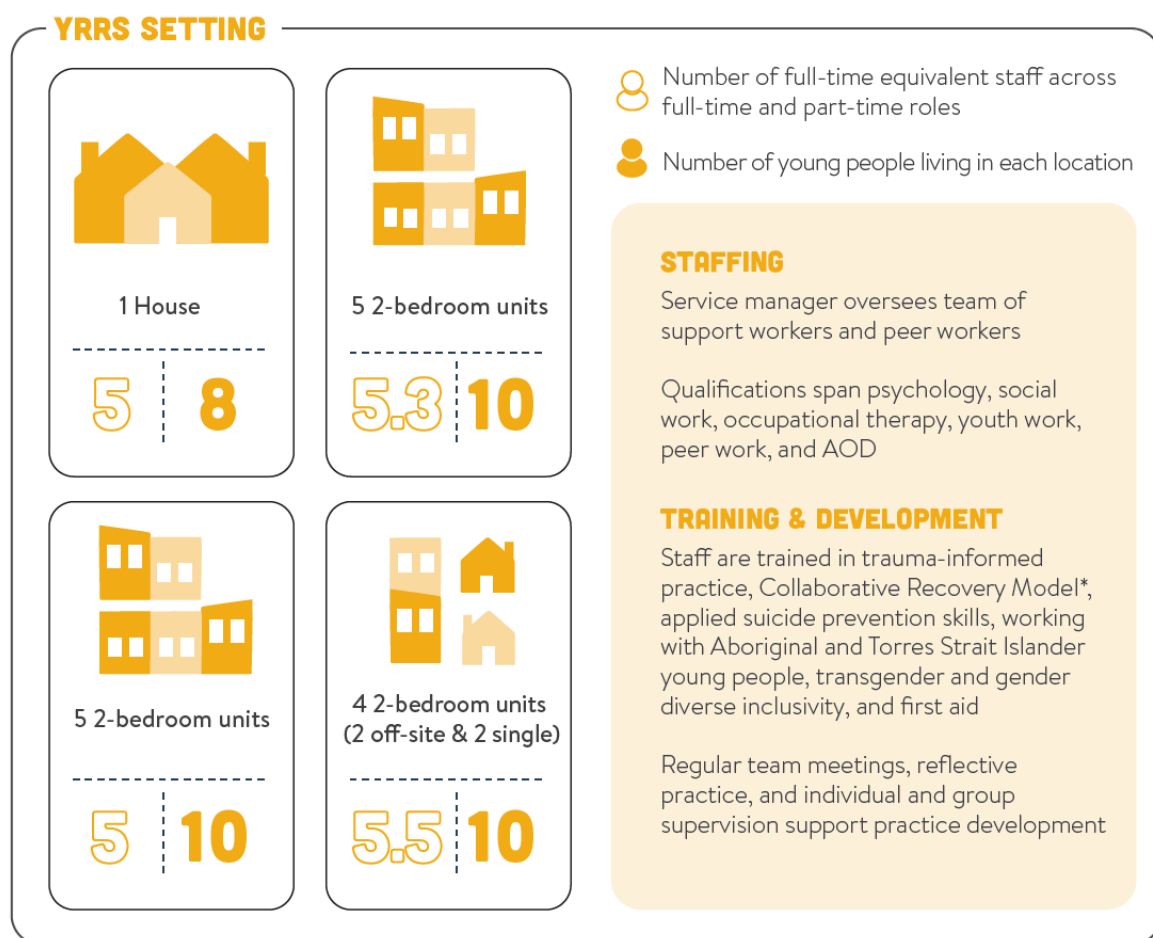 YRRS SETTING
1 House
5 8
5 2-bedroom units
5.3 10
5 2-bedroom units
5 10
4 2-bedroom units
(2 off-site & 2 single)
5.5 10
Number of full-time equivalent staff across
full-time and part-time roles
Number of young people living in each location
STAFFING
Service manager oversees team of
support workers and peer workers
Qualifications span psychology, social
work, occupational therapy, youth work,
peer work, and AOD
TRAINING & DEVELOPMENT
Staff are trained in trauma-informed
practice, Collaborative Recovery Model*,
applied suicide prevention skills, working
with Aboriginal and Torres Strait Islander
young people, transgender and gender
diverse inclusivity, and first aid
Regular team meetings, reflective
practice, and individual and group
supervision support practice development